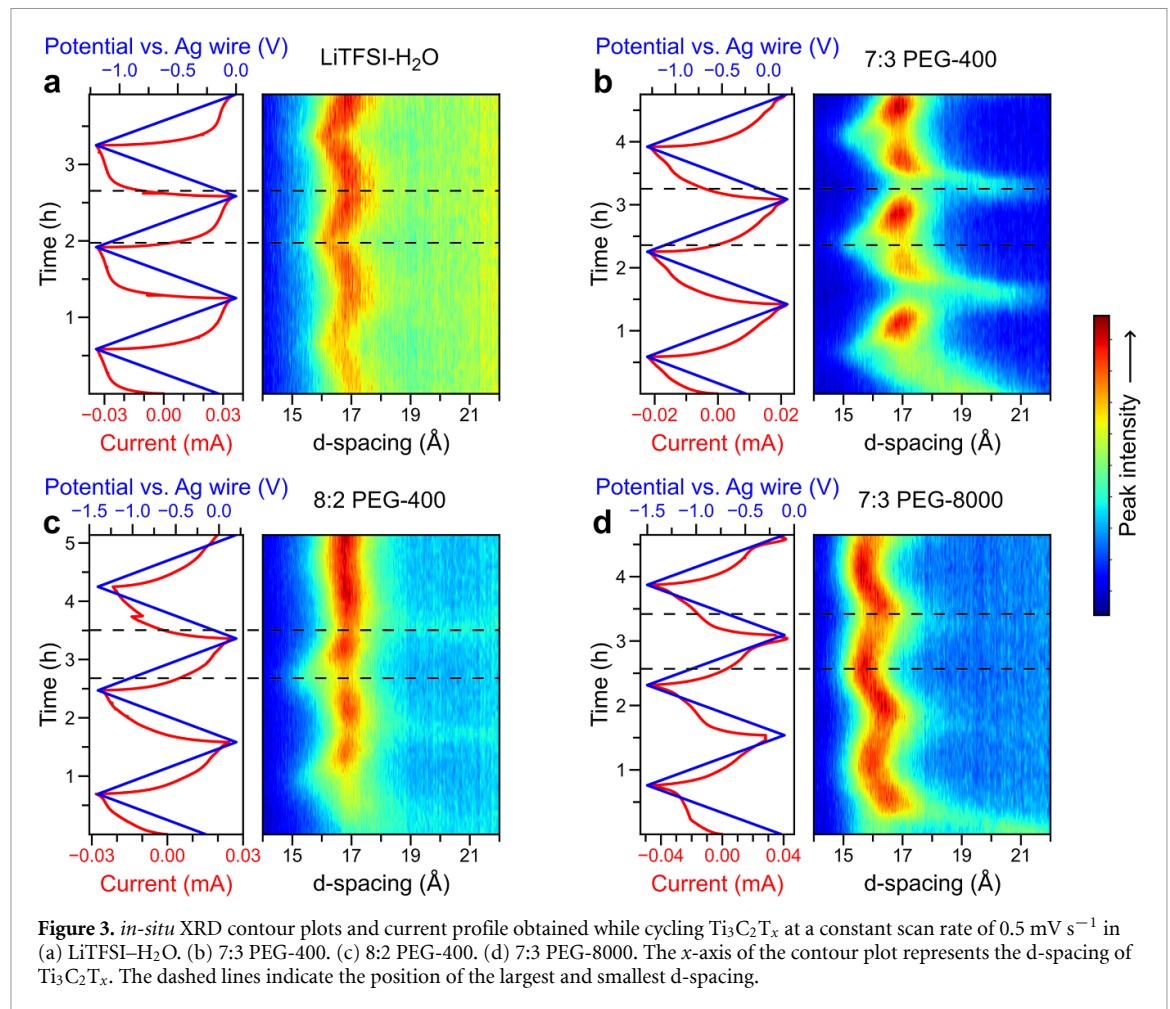 Potential vs. Ag wire (V)
−1.0 −0.5 0.0
a
LiTFSI-H₂O
Time (h)
3
2
1
−0.03 0.00 0.03
Current (mA)
15 17 19 21
d-spacing (Å)
Potential vs. Ag wire (V)
−1.0 −0.5 0.0
b
7:3 PEG-400
Time (h)
4
3
2
1
−0.02 0.00 0.02
Current (mA)
15 17 19 21
d-spacing (Å)
Peak intensity ⟶
Potential vs. Ag wire (V)
−1.5 −1.0 −0.5 0.0
c
8:2 PEG-400
Time (h)
5
4
3
2
1
−0.03 0.00 0.03
Current (mA)
15 17 19 21
d-spacing (Å)
Potential vs. Ag wire (V)
−1.5 −1.0 −0.5 0.0
d
7:3 PEG-8000
Time (h)
4
3
2
1
−0.04 0.00 0.04
Current (mA)
15 17 19 21
d-spacing (Å)
Figure 3. in-situ XRD contour plots and current profile obtained while cycling Ti₃C₂Tₓ at a constant scan rate of 0.5 mV s⁻¹ in
(a) LiTFSI–H₂O. (b) 7:3 PEG-400. (c) 8:2 PEG-400. (d) 7:3 PEG-8000. The x-axis of the contour plot represents the d-spacing of
Ti₃C₂Tₓ. The dashed lines indicate the position of the largest and smallest d-spacing.